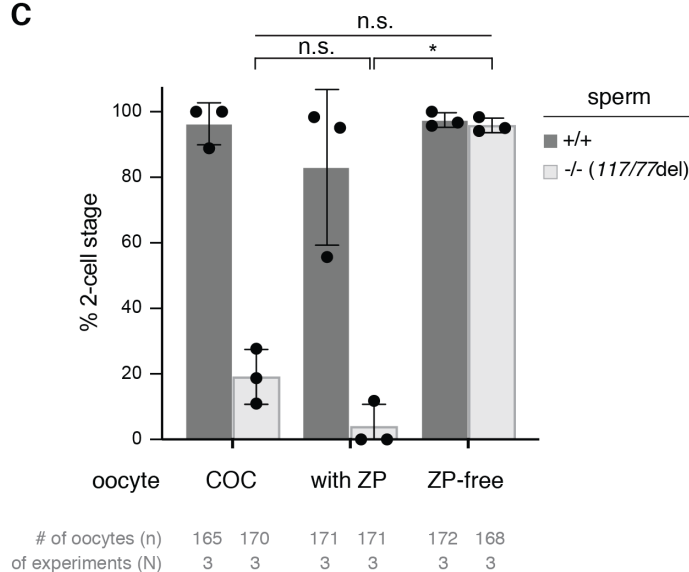 C
n.s.
n.s. *
sperm
+/+
-/- (117/77del)
% 2-cell stage
100
80
60
40
20
0
oocyte COC with ZP ZP-free
# of oocytes (n) 165 170 171 171 172 168
of experiments (N) 3 3 3 3 3 3